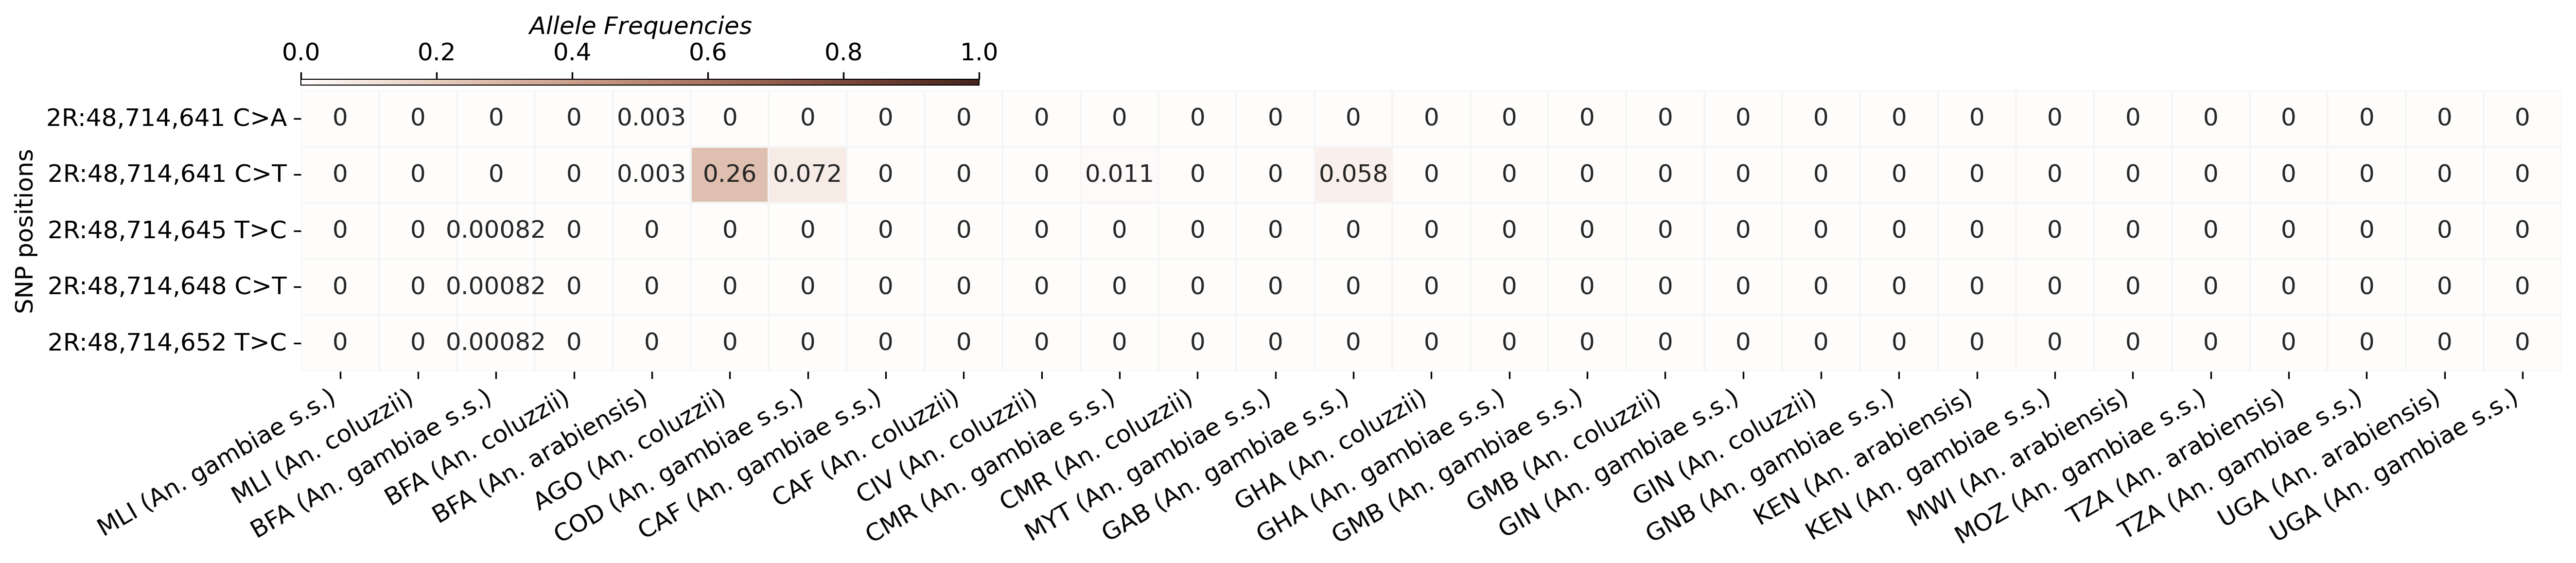 Allele Frequencies
0.0 0.2 0.4 0.6 0.8 1.0
SNP positions
2R:48,714,641 C>A 0 0 0 0 0.003 0 0 0 0 0 0 0 0 0 0 0 0 0 0 0 0 0 0 0 0 0 0 0 0
2R:48,714,641 C>T 0 0 0 0 0.003 0.26 0.072 0 0 0 0.011 0 0 0.058 0 0 0 0 0 0 0 0 0 0 0 0 0 0 0
2R:48,714,645 T>C 0 0 0.00082 0 0 0 0 0 0 0 0 0 0 0 0 0 0 0 0 0 0 0 0 0 0 0 0 0 0
2R:48,714,648 C>T 0 0 0.00082 0 0 0 0 0 0 0 0 0 0 0 0 0 0 0 0 0 0 0 0 0 0 0 0 0 0
2R:48,714,652 T>C 0 0 0.00082 0 0 0 0 0 0 0 0 0 0 0 0 0 0 0 0 0 0 0 0 0 0 0 0 0 0
MLI (An. gambiae s.s.)
MLI (An. coluzzii)
BFA (An. gambiae s.s.)
BFA (An. coluzzii)
BFA (An. arabiensis)
AGO (An. coluzzii)
COD (An. gambiae s.s.)
CAF (An. gambiae s.s.)
CAF (An. coluzzii)
CIV (An. coluzzii)
CMR (An. gambiae s.s.)
CMR (An. coluzzii)
MYT (An. gambiae s.s.)
GAB (An. gambiae s.s.)
GHA (An. coluzzii)
GHA (An. gambiae s.s.)
GMB (An. gambiae s.s.)
GMB (An. coluzzii)
GIN (An. gambiae s.s.)
GIN (An. coluzzii)
GNB (An. gambiae s.s.)
KEN (An. arabiensis)
KEN (An. gambiae s.s.)
MWI (An. arabiensis)
MOZ (An. gambiae s.s.)
TZA (An. arabiensis)
TZA (An. gambiae s.s.)
UGA (An. arabiensis)
UGA (An. gambiae s.s.)